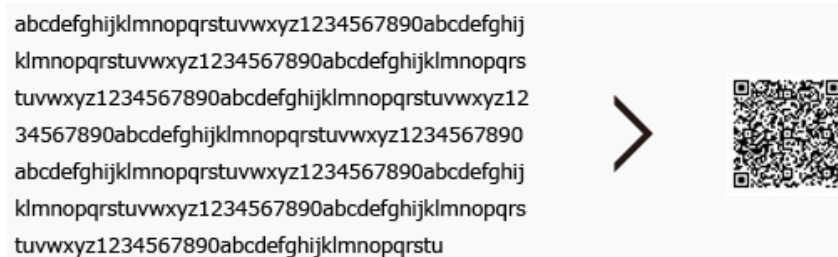 abcdefghijklmnopqrstuvwxyz1234567890abcdefghij
klmnopqrstuvwxyz1234567890abcdefghijklmnopqrs
tuvwxyz1234567890abcdefghijklmnopqrstuvwxyz12
34567890abcdefghijklmnopqrstuvwxyz1234567890
abcdefghijklmnopqrstuvwxyz1234567890abcdefghij
klmnopqrstuvwxyz1234567890abcdefghijklmnopqrs
tuvwxyz1234567890abcdefghijklmnopqrstu